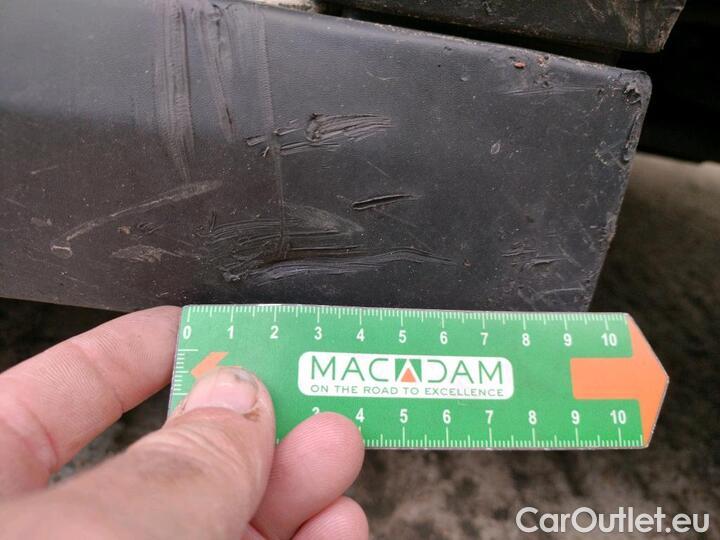 0 1 2 3 4 5 6 7 8 9 10
MACADAM
ON THE ROAD TO EXCELLENCE
3 4 5 6 7 8 9 10
CarOutlet.eu